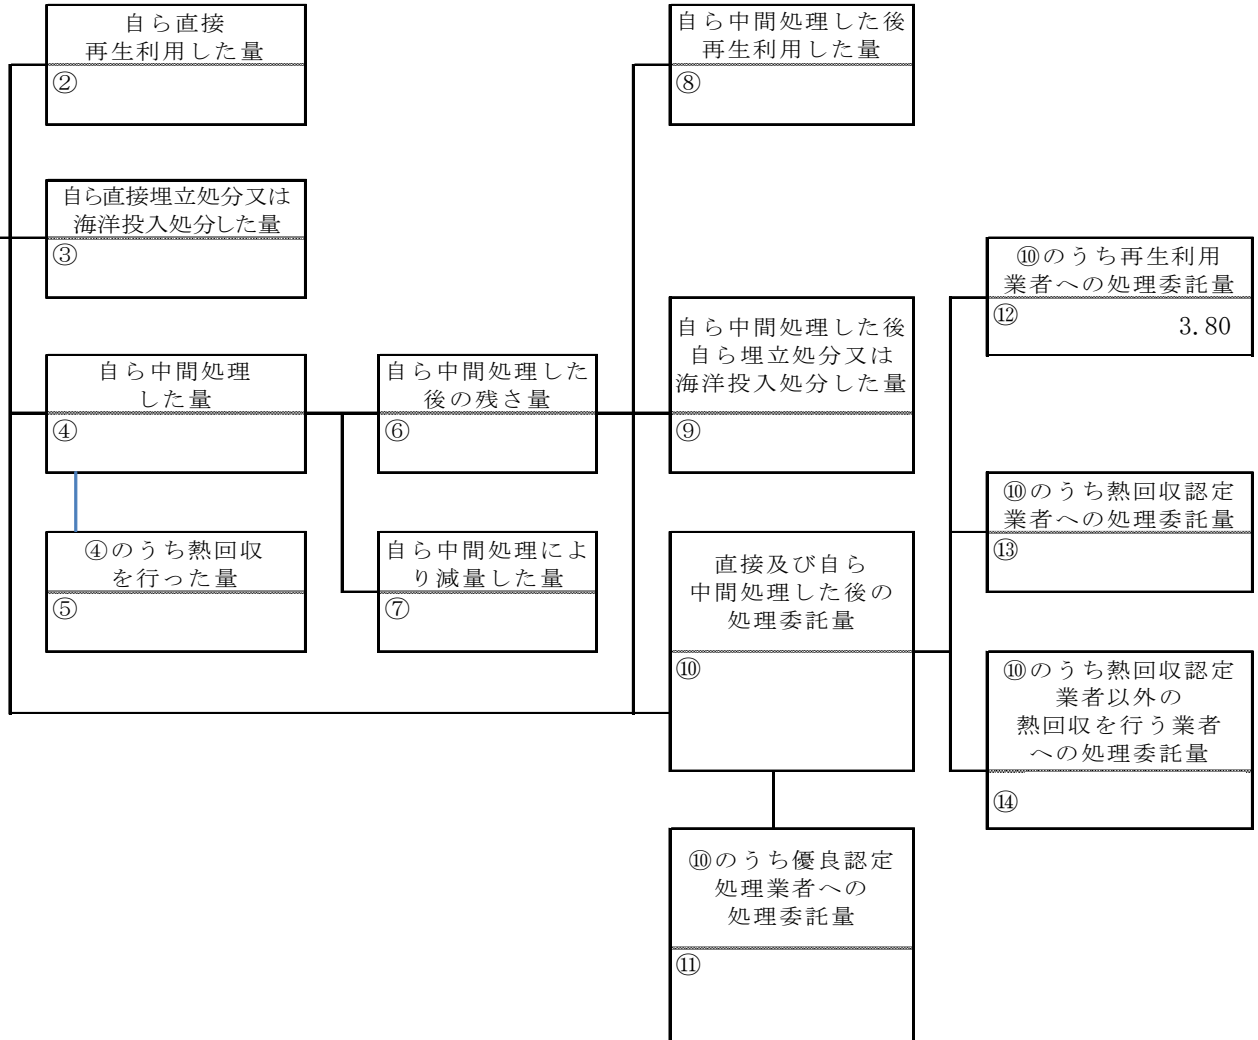 自ら直接
再生利用した量
②
自ら直接埋立処分又は
海洋投入処分した量
③
自ら中間処理
した量
④
④のうち熱回収
を行った量
⑤
自ら中間処理した
後の残さ量
⑥
自ら中間処理によ
り減量した量
⑦
自ら中間処理した後
再生利用した量
⑧
自ら中間処理した後
自ら埋立処分又は
海洋投入処分した量
⑨
直接及び自ら
中間処理した後の
処理委託量
⑩
⑩のうち優良認定
処理業者への
処理委託量
⑪
⑩のうち再生利用
業者への処理委託量
⑫ 3.80
⑩のうち熱回収認定
業者への処理委託量
⑬
⑩のうち熱回収認定
業者以外の
熱回収を行う業者
への処理委託量
⑭